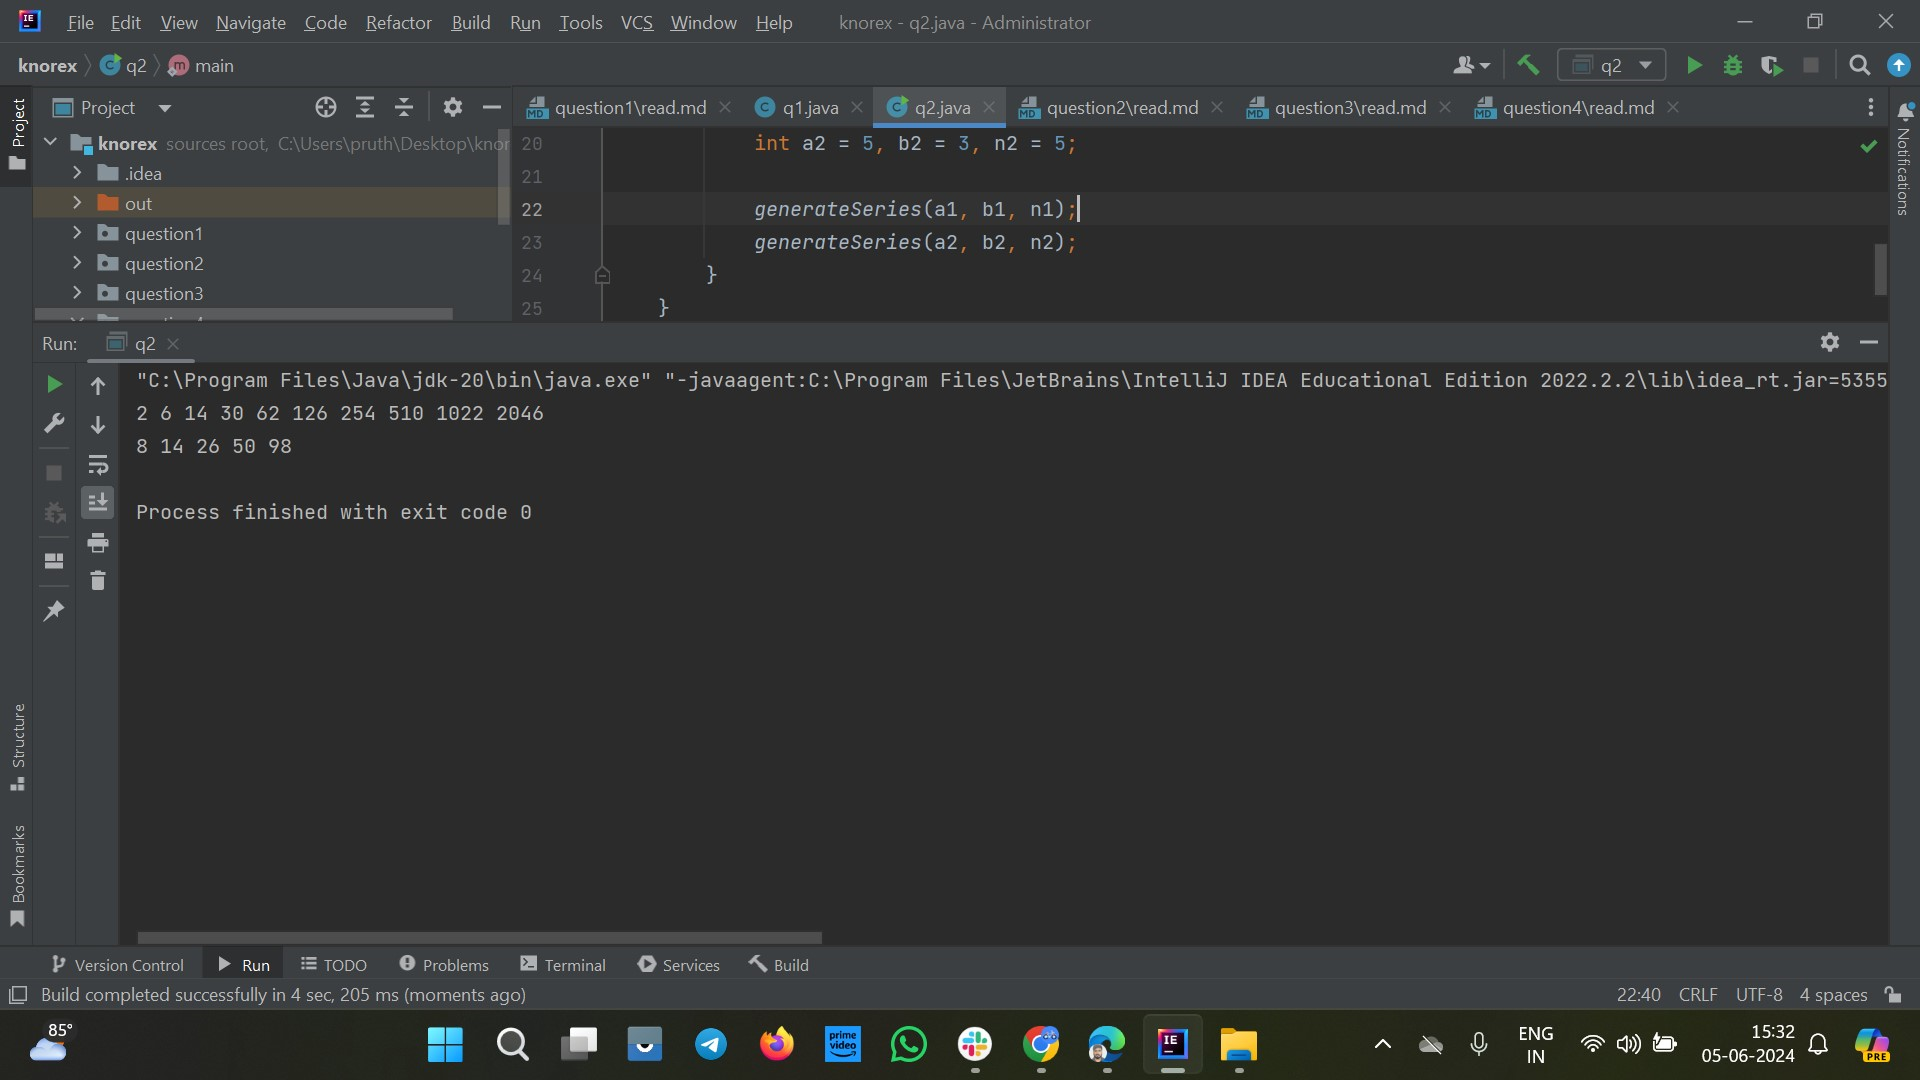 File Edit View Navigate Code Refactor Build Run Tools VCS Window Help knorex - q2.java - Administrator
knorex q2 main q2
Project question1\read.md q1.java q2.java question2\read.md question3\read.md question4\read.md
Project
Notifications
knorex sources root, C:\Users\pruth\Desktop\knor
.idea
out
question1
question2
question3
20 int a2 = 5, b2 = 3, n2 = 5;
21
22 generateSeries(a1, b1, n1);
23 generateSeries(a2, b2, n2);
24 }
25 }
Run: q2
"C:\Program Files\Java\jdk-20\bin\java.exe" "-javaagent:C:\Program Files\JetBrains\IntelliJ IDEA Educational Edition 2022.2.2\lib\idea_rt.jar=5355
2 6 14 30 62 126 254 510 1022 2046
8 14 26 50 98
Process finished with exit code 0
Structure
Bookmarks
Version Control Run TODO Problems Terminal Services Build
Build completed successfully in 4 sec, 205 ms (moments ago) 22:40 CRLF UTF-8 4 spaces
85°
prime video
IE
ENG
IN
15:32
05-06-2024
PRE